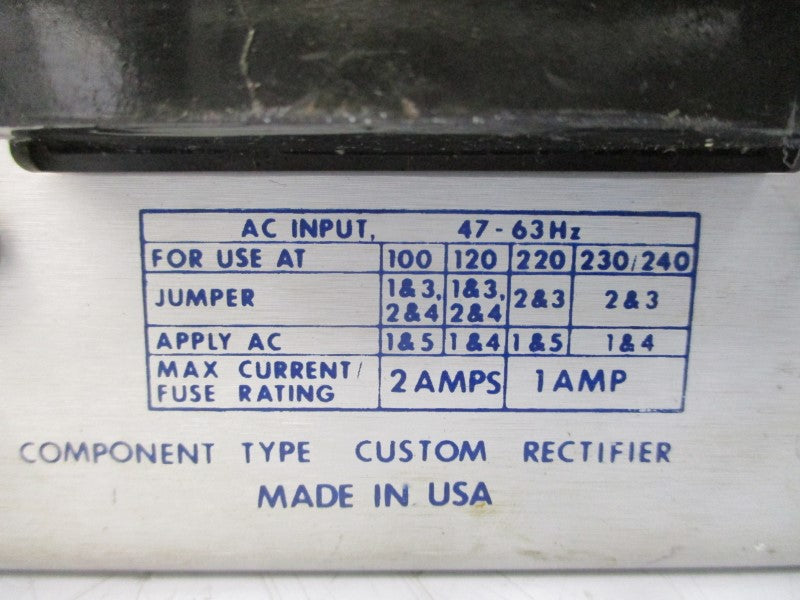 AC INPUT, 47-63Hz
FOR USE AT 100 120 220 230/240
JUMPER 1&3, 2&4 1&3, 2&4 2&3 2&3
APPLY AC 1&5 1&4 1&5 1&4
MAX CURRENT/ FUSE RATING 2 AMPS 1 AMP
COMPONENT TYPE CUSTOM RECTIFIER
MADE IN USA